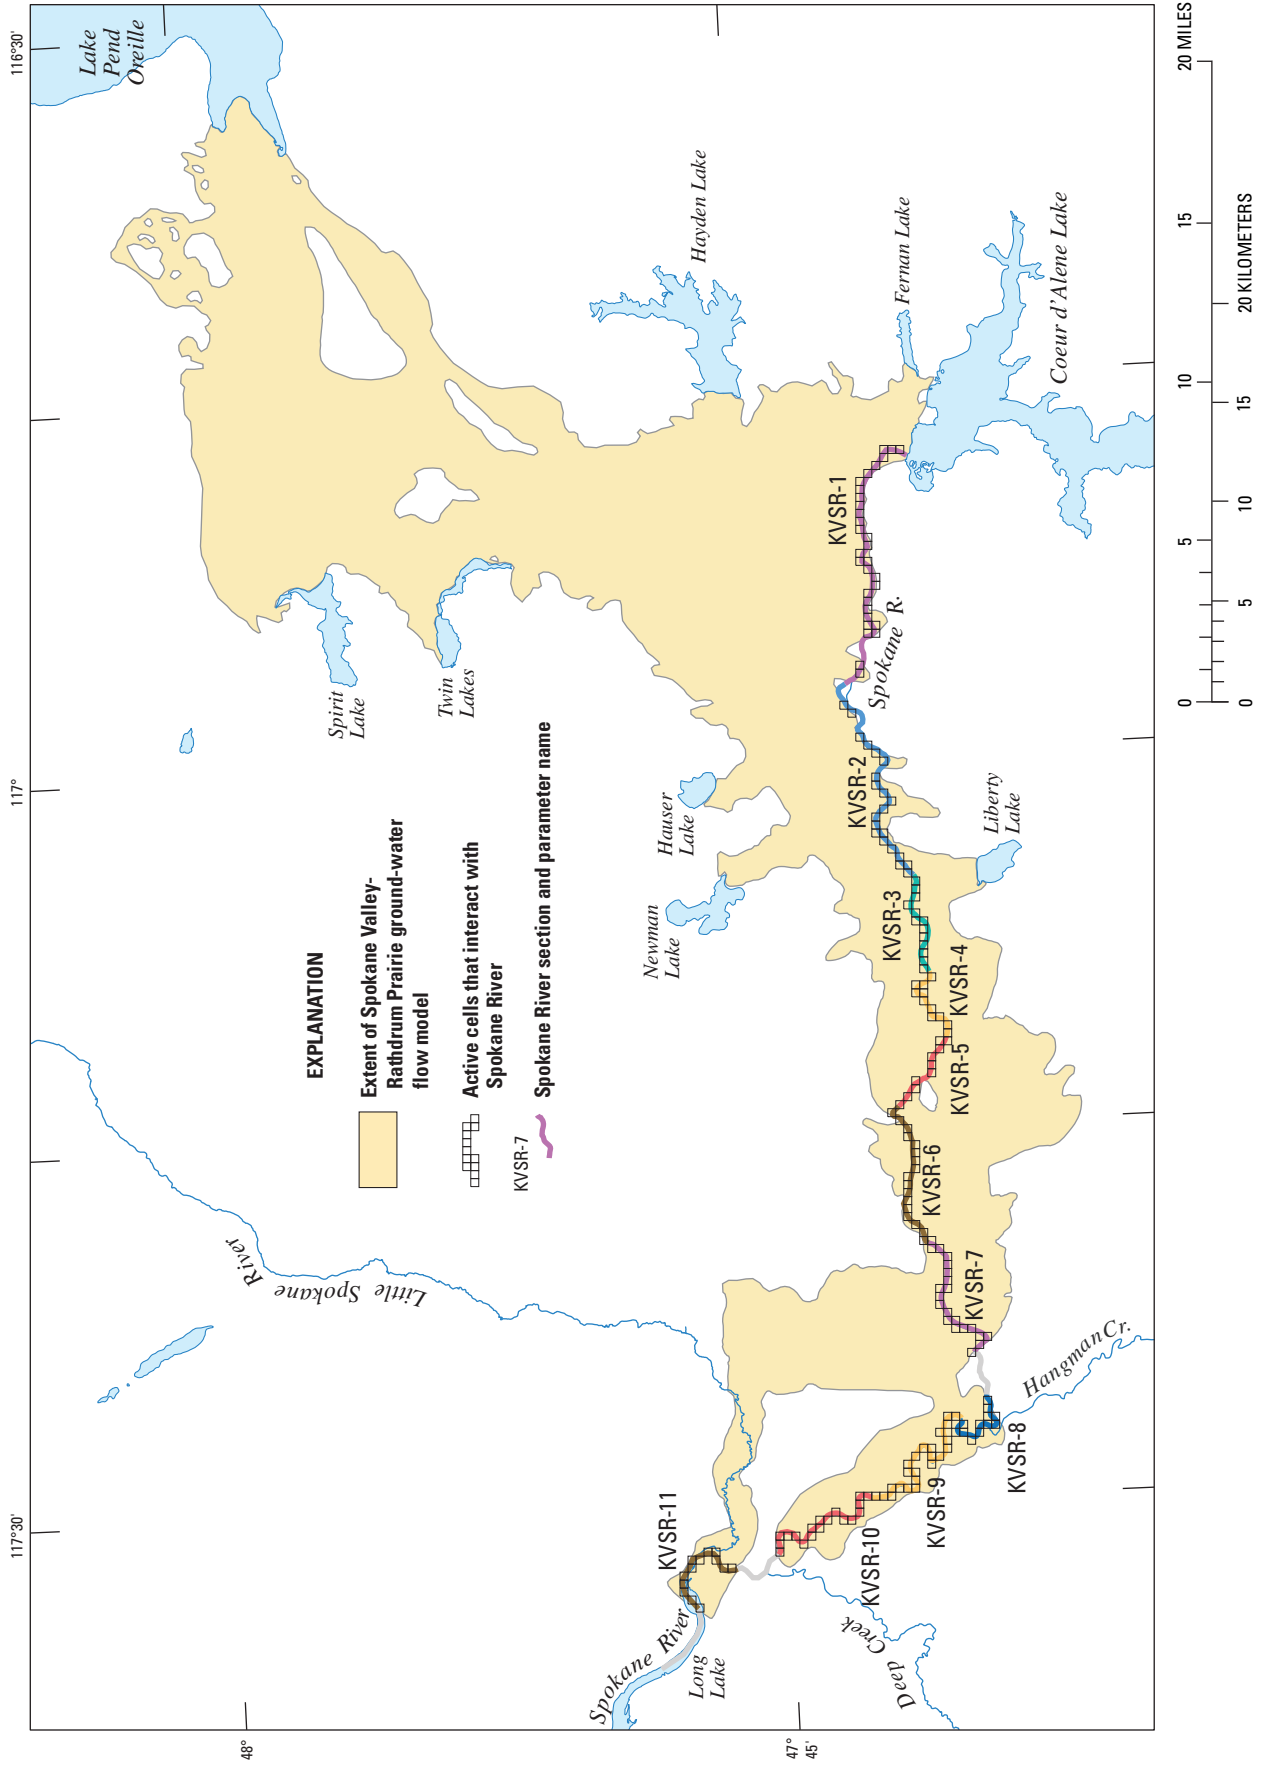 117°30'
117°
116°30'
48°
47°
45'
Lake
Pend
Oreille
Spirit
Lake
Twin
Lakes
Hayden Lake
Fernan Lake
Coeur d'Alene Lake
Hauser
Lake
Newman
Lake
Liberty
Lake
Little Spokane
River
Spokane River
Long
Lake
Deep Creek
Hangman Cr.
Spokane R.
KVSR-1
KVSR-2
KVSR-3
KVSR-4
KVSR-5
KVSR-6
KVSR-7
KVSR-8
KVSR-9
KVSR-10
KVSR-11
EXPLANATION
Extent of Spokane Valley-
Rathdrum Prairie ground-water
flow model
Active cells that interact with
Spokane River
KVSR-7
Spokane River section and parameter name
0 5 10 15 20 MILES
0 5 10 15 20 KILOMETERS